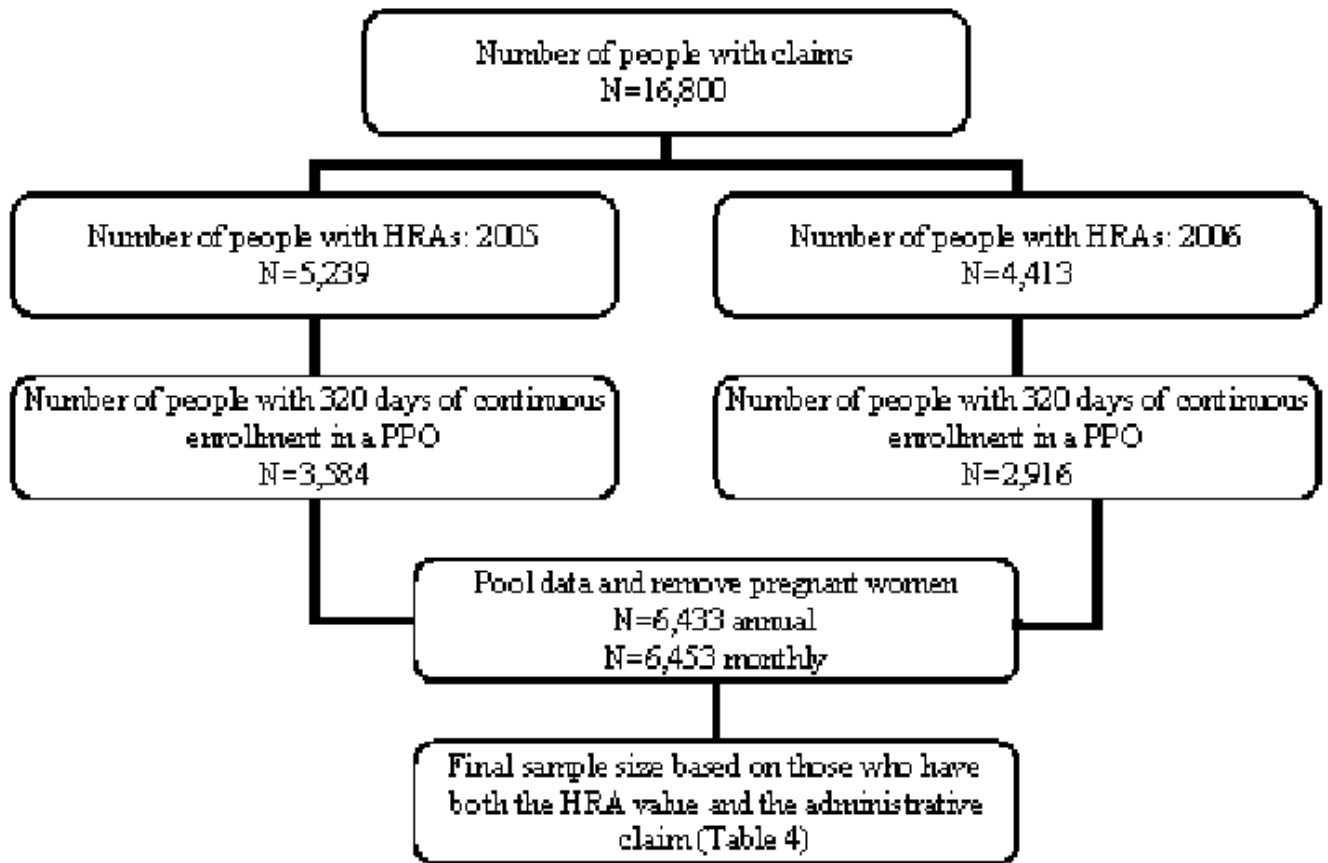 Number of people with claims
N=16,800
Number of people with HRAs: 2005
N=5,239
Number of people with HRAs: 2006
N=4,413
Number of people with 320 days of continuous
enrollment in a PPO
N=3,584
Number of people with 320 days of continuous
enrollment in a PPO
N=2,916
Pool data and remove pregnant women
N=6,433 annual
N=6,453 monthly
Final sample size based on those who have
both the HRA value and the administrative
claim (Table 4)